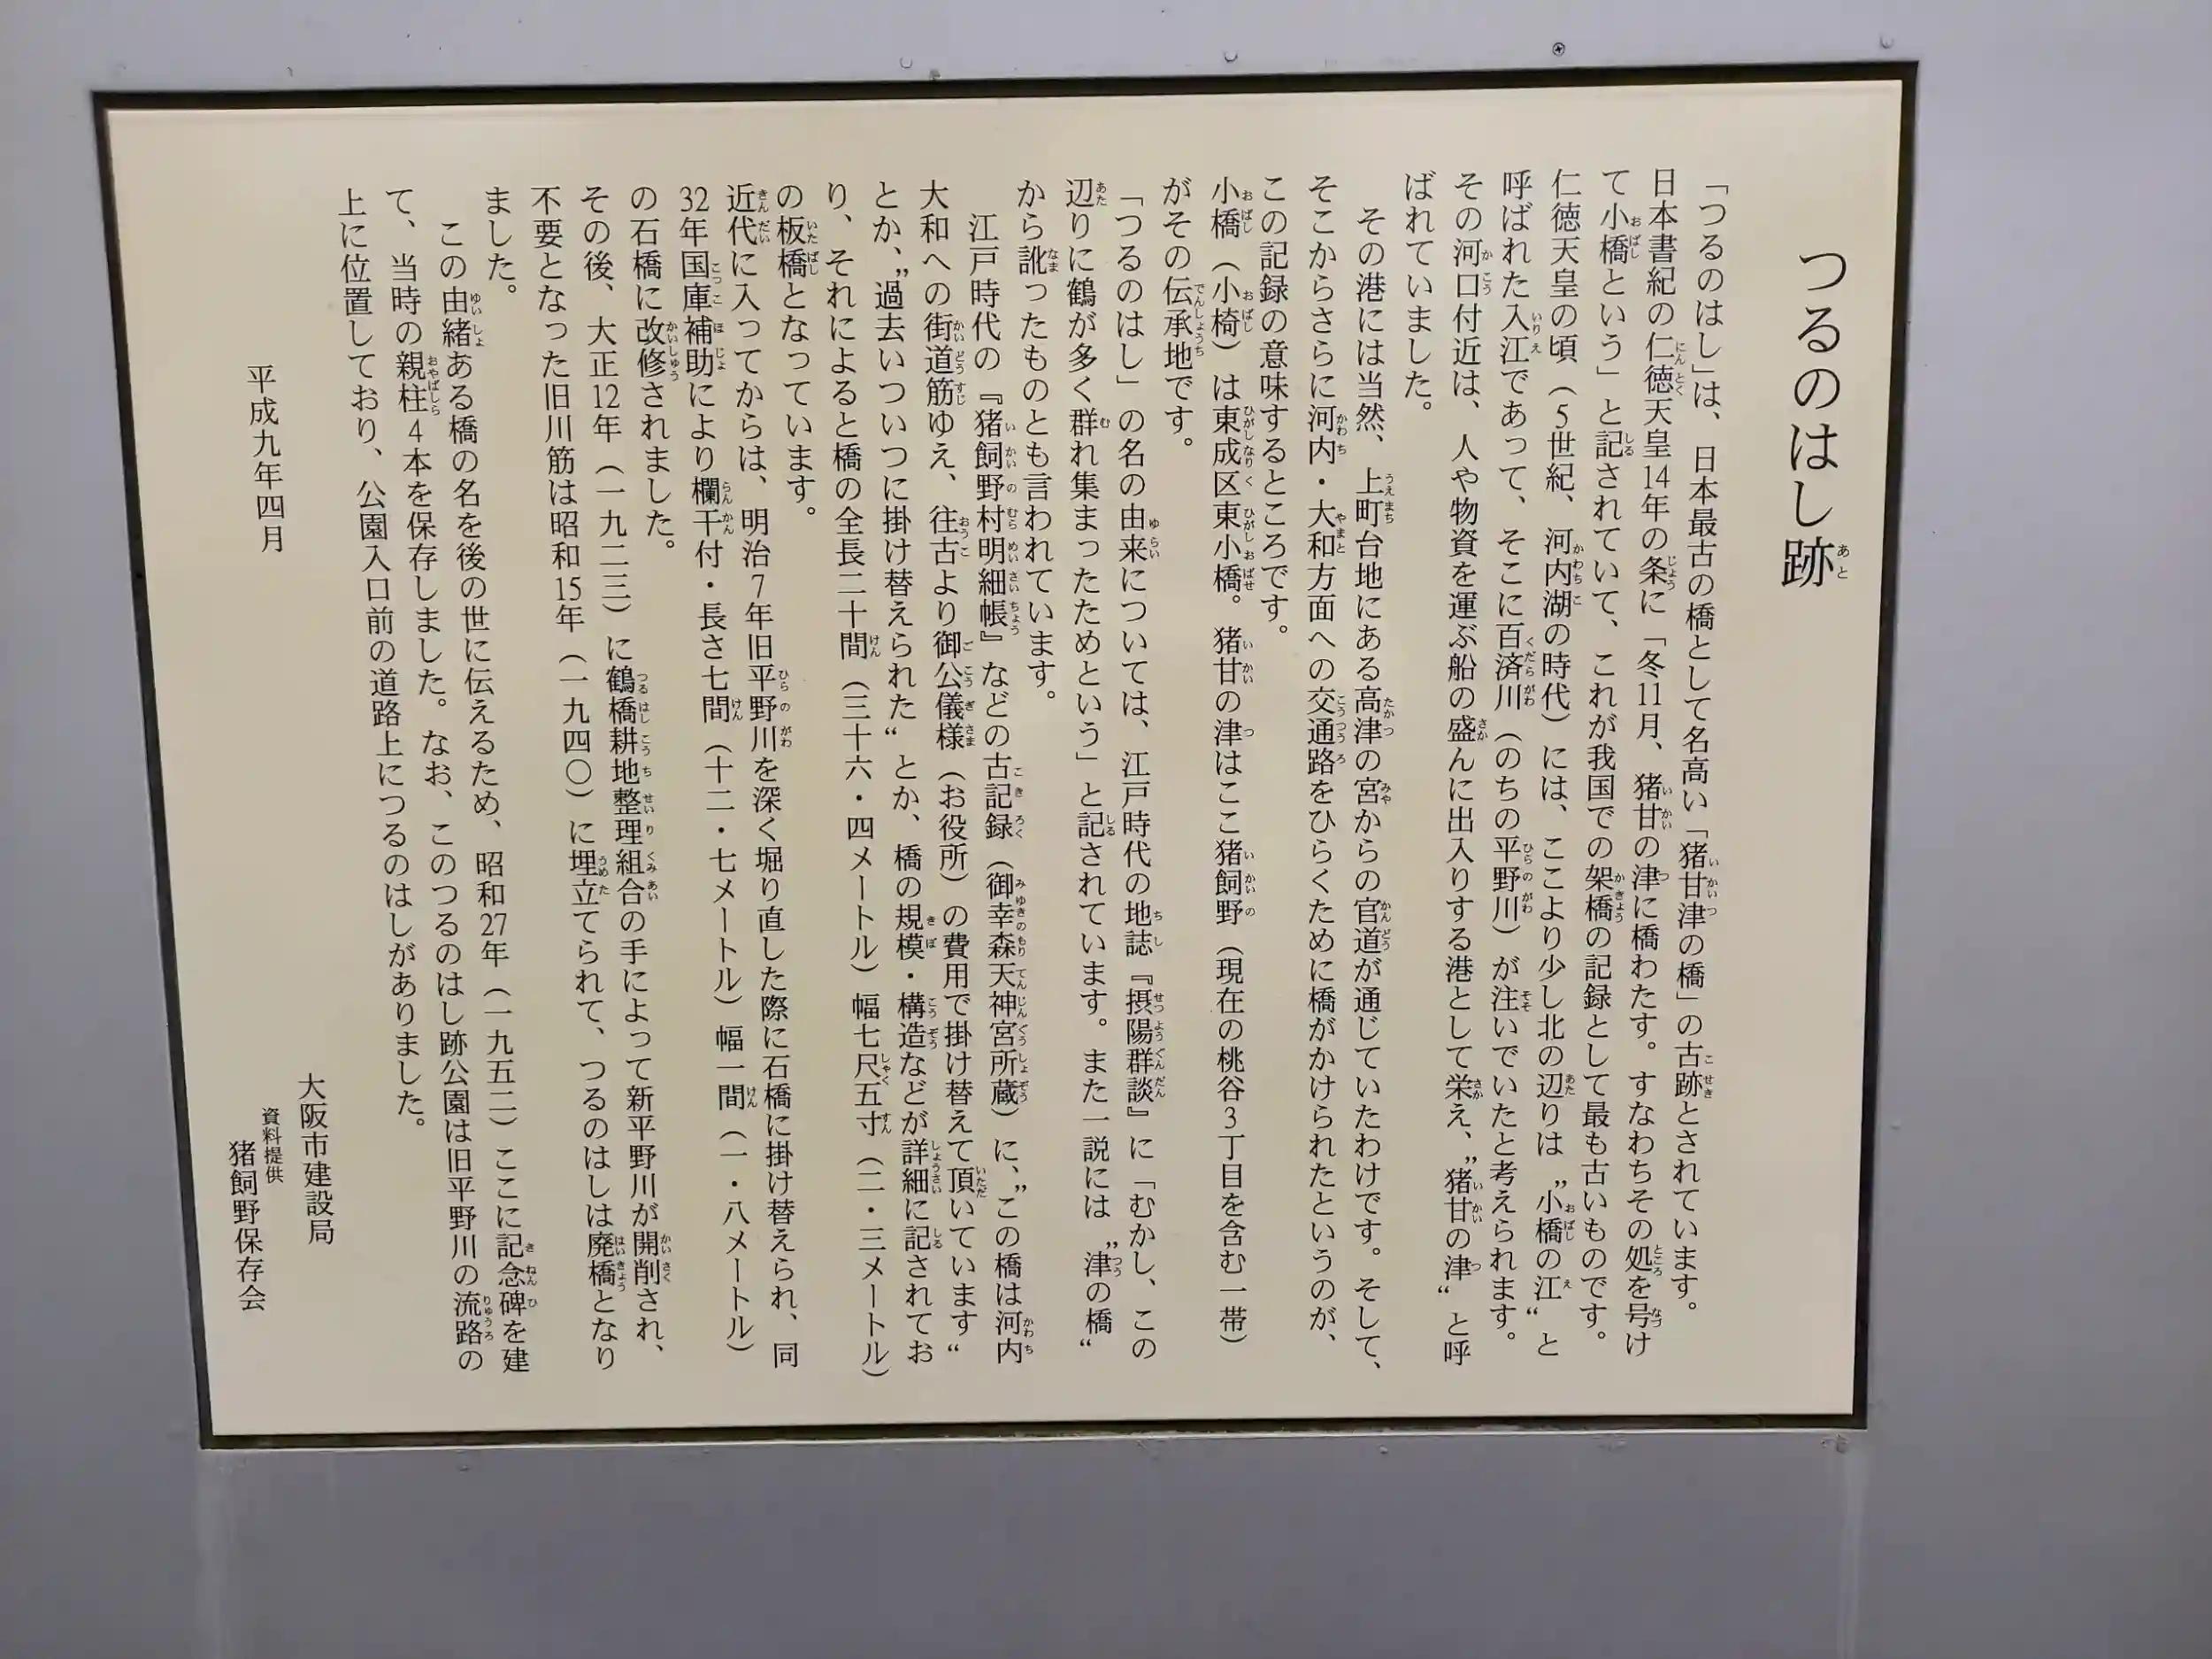 つるのはし跡
「つるのはし」は、日本最古の橋として名高い「猪甘津の橋」の古跡とされています。
日本書紀の仁徳天皇14年の条に「冬11月、猪甘の津に橋わたす。すなわちその処を号け
て小橋という」と記されていて、これが我国での架橋の記録として最も古いものです。
仁徳天皇の頃（5世紀、河内湖の時代）には、ここより少し北の辺りは〝小橋の江〟と
呼ばれた入江であって、そこに百済川（のちの平野川）が注いでいたと考えられます。
その河口付近は、人や物資を運ぶ船の盛んに出入りする港として栄え、〝猪甘の津〟と呼
ばれていました。
その港には当然、上町台地にある高津の宮からの官道が通じていたわけです。そして、
そこからさらに河内・大和方面への交通路をひらくために橋がかけられたというのが、
この記録の意味するところです。
小橋（小椅）は東成区東小橋。猪甘の津はここ猪飼野（現在の桃谷3丁目を含む一帯）
がその伝承地です。
「つるのはし」の名の由来については、江戸時代の地誌『摂陽群談』に「むかし、この
辺りに鶴が多く群れ集まったためという」と記されています。また一説には〝津の橋〟
から訛ったものとも言われています。
江戸時代の『猪飼野村明細帳』などの古記録（御幸森天神宮所蔵）に、〝この橋は河内
大和への街道筋ゆえ、往古より御公儀様（お役所）の費用で掛け替えて頂いています〟
とか、〝過去いついつに掛け替えられた〟とか、橋の規模・構造などが詳細に記されてお
り、それによると橋の全長二十間（三十六・四メートル）幅七尺五寸（二・三メートル）
の板橋となっています。
近代に入ってからは、明治7年旧平野川を深く堀り直した際に石橋に掛け替えられ、同
32年国庫補助により欄干付・長さ七間（十二・七メートル）幅一間（一・八メートル）
の石橋に改修されました。
その後、大正12年（一九二三）に鶴橋耕地整理組合の手によって新平野川が開削され、
不要となった旧川筋は昭和15年（一九四〇）に埋立てられて、つるのはしは廃橋となり
ました。
この由緒ある橋の名を後の世に伝えるため、昭和27年（一九五二）ここに記念碑を建
て、当時の親柱4本を保存しました。なお、このつるのはし跡公園は旧平野川の流路の
上に位置しており、公園入口前の道路上につるのはしがありました。
平成九年四月
大阪市建設局
資料提供
猪飼野保存会